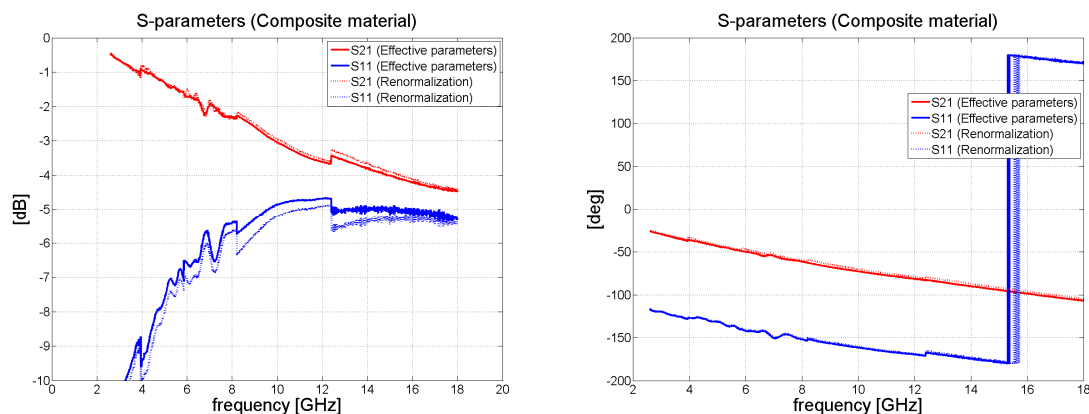 S-parameters (Composite material)
0
-1
-2
-3
-4
-5
-6
-7
-8
-9
-10
[dB]
S21 (Effective parameters)
S11 (Effective parameters)
S21 (Renormalization)
S11 (Renormalization)
0 2 4 6 8 10 12 14 16 18 20
frequency [GHz]
S-parameters (Composite material)
200
150
100
50
0
-50
-100
-150
-200
[deg]
S21 (Effective parameters)
S11 (Effective parameters)
S21 (Renormalization)
S11 (Renormalization)
4 6 8 10 12 14 16 18
frequency [GHz]